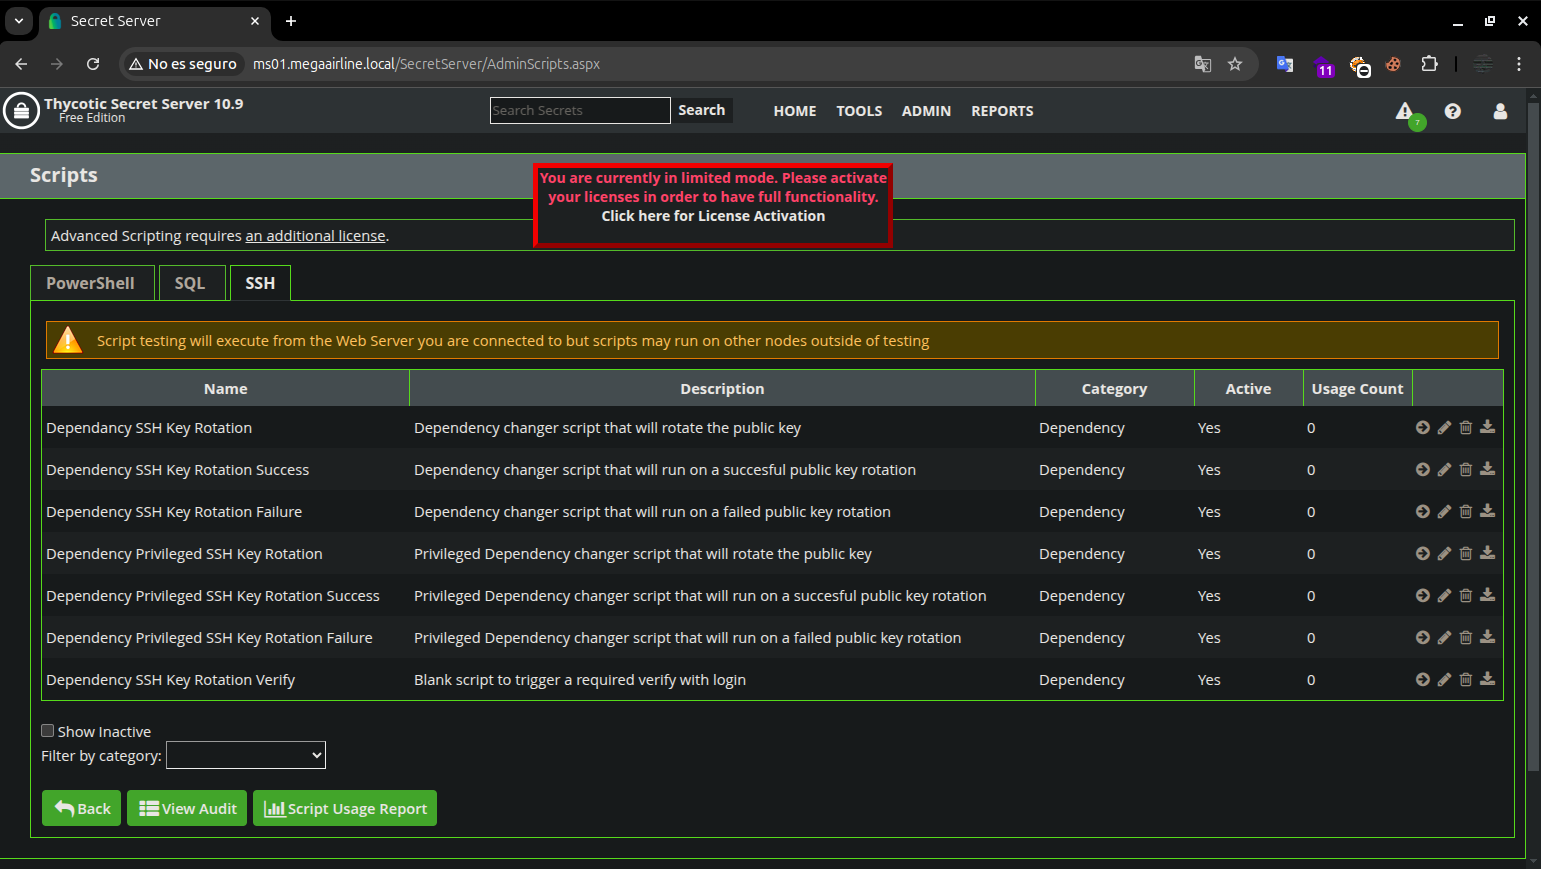 Secret Server
No es seguro
ms01.megaairline.local/SecretServer/AdminScripts.aspx
11
Thycotic Secret Server 10.9
Free Edition
Search Secrets
Search
HOME
TOOLS
ADMIN
REPORTS
7
Scripts
You are currently in limited mode. Please activate
your licenses in order to have full functionality.
Click here for License Activation
Advanced Scripting requires an additional license.
PowerShell
SQL
SSH
Script testing will execute from the Web Server you are connected to but scripts may run on other nodes outside of testing
Name Description Category Active Usage Count
Dependancy SSH Key Rotation Dependency changer script that will rotate the public key Dependency Yes 0
Dependency SSH Key Rotation Success Dependency changer script that will run on a succesful public key rotation Dependency Yes 0
Dependency SSH Key Rotation Failure Dependency changer script that will run on a failed public key rotation Dependency Yes 0
Dependency Privileged SSH Key Rotation Privileged Dependency changer script that will rotate the public key Dependency Yes 0
Dependency Privileged SSH Key Rotation Success Privileged Dependency changer script that will run on a succesful public key rotation Dependency Yes 0
Dependency Privileged SSH Key Rotation Failure Privileged Dependency changer script that will run on a failed public key rotation Dependency Yes 0
Dependency SSH Key Rotation Verify Blank script to trigger a required verify with login Dependency Yes 0
Show Inactive
Filter by category:
Back
View Audit
Script Usage Report